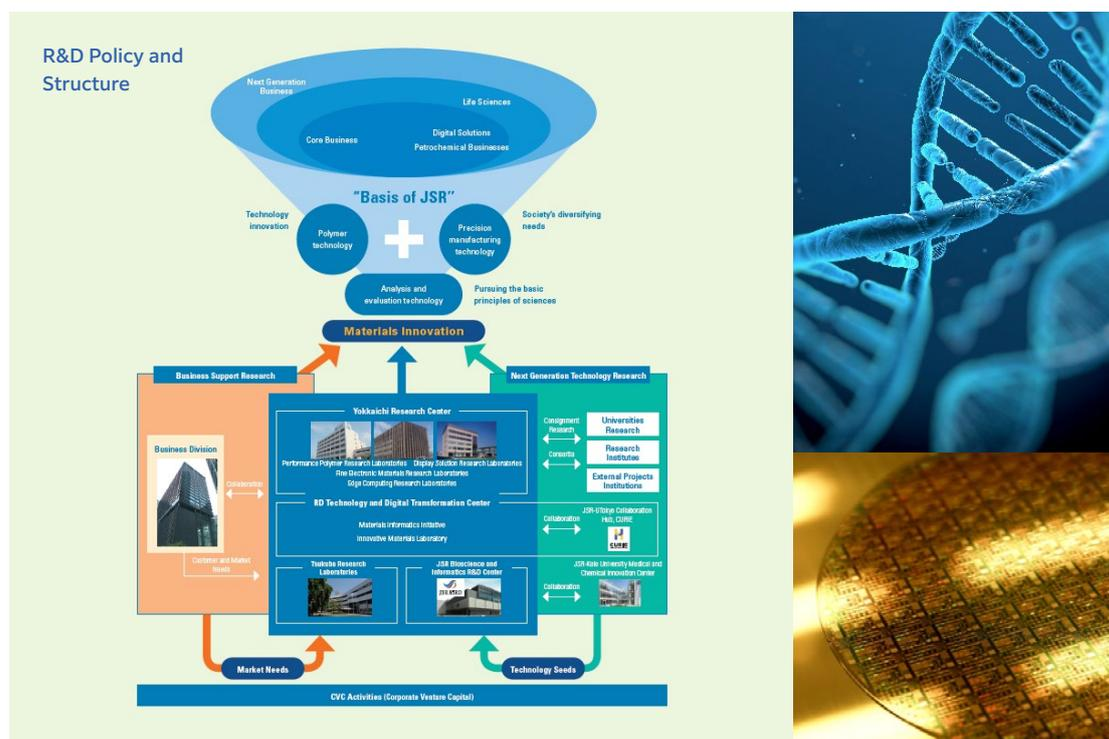 R&D Policy and
Structure
Next Generation
Business
Life Sciences
Core Business
Digital Solutions
Petrochemical Businesses
"Basis of JSR"
Technology
innovation
Polymer
technology
Precision
manufacturing
technology
Society's diversifying
needs
Analysis and
evaluation technology
Pursuing the basic
principles of sciences
Materials Innovation
Business Support Research
Next Generation Technology Research
Yokkaichi Research Center
Performance Polymer Research Laboratories
Display Solution Research Laboratories
Fine Electronic Materials Research Laboratories
Edge Computing Research Laboratories
Consignment
Research
Universities
Research
Consortia
Research
Institutes
External Projects
Institutions
Business Division
Collaboration
Customer and Market
Needs
RD Technology and Digital Transformation Center
Materials Informatics Initiative
Innovative Materials Laboratory
Collaboration
JSR-UTokyo Collaboration
Hub, CURIE
CURIE
Tsukuba Research
Laboratories
JSR Bioscience and
Informatics R&D Center
Collaboration
JSR-Keio University Medical and
Chemical Innovation Center
Market Needs
Technology Seeds
CVC Activities (Corporate Venture Capital)